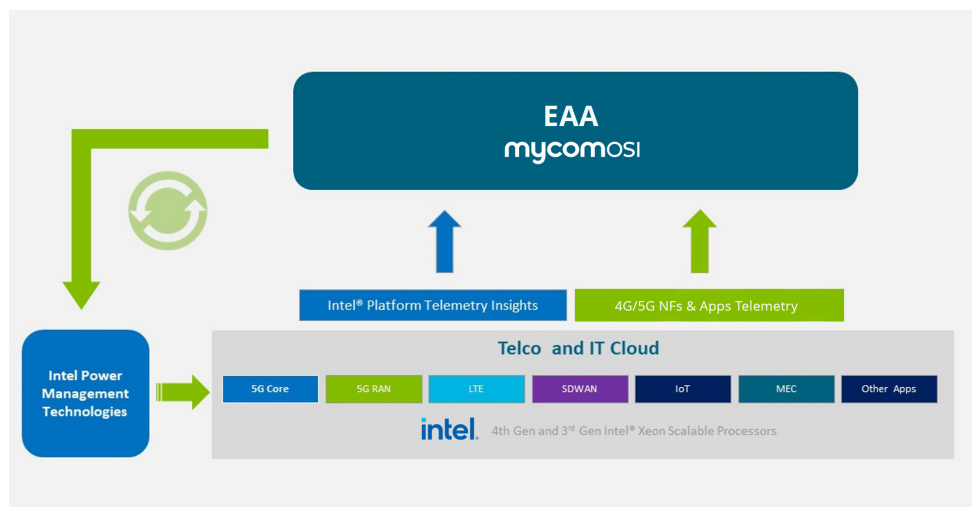 EAA
mycomOSI
Intel® Platform Telemetry Insights
4G/5G NFs & Apps Telemetry
Telco and IT Cloud
Intel Power
Management
Technologies
5G Core
5G RAN
LTE
SDWAN
IoT
MEC
Other Apps
intel.
4th Gen and 3rd Gen Intel® Xeon Scalable Processors